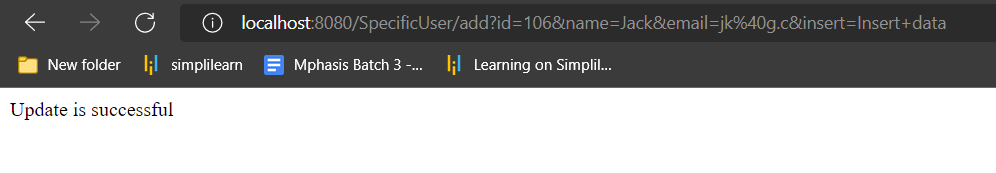 localhost:8080/SpecificUser/add?id=106&name=Jack&email=jk%40g.c&insert=Insert+data
New folder simplilearn Mphasis Batch 3 -... Learning on Simplil...
Update is successful